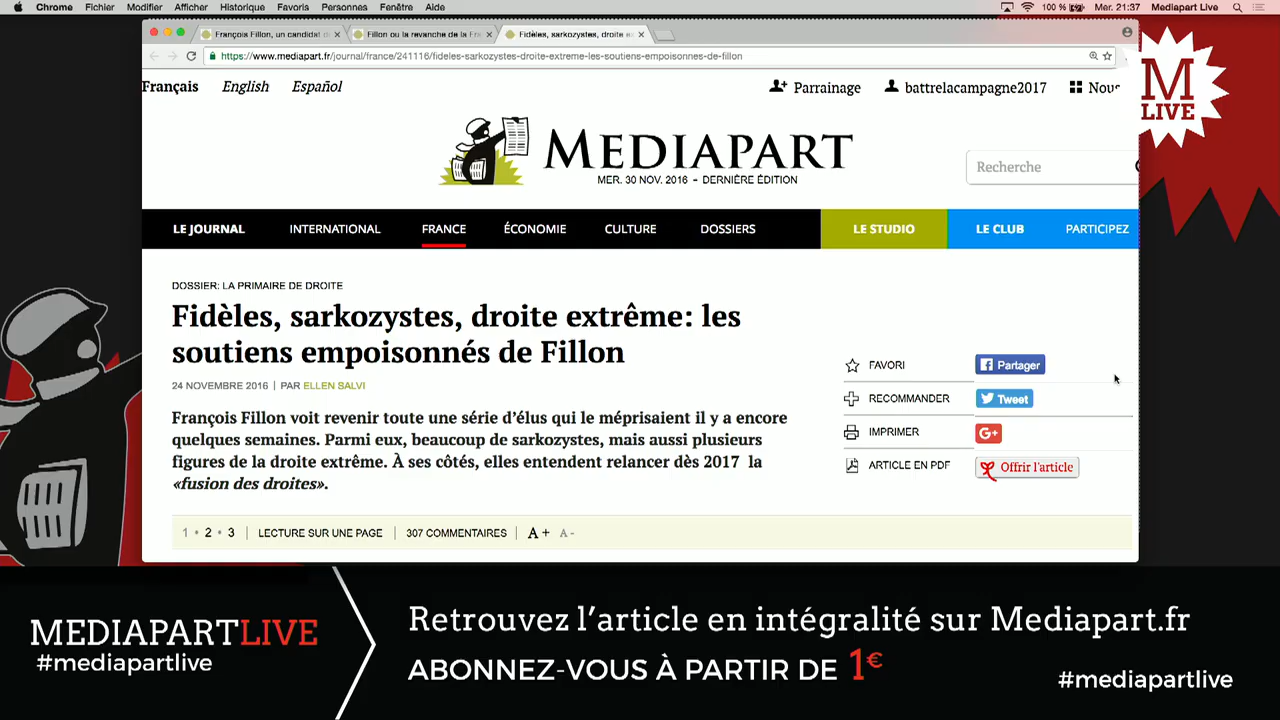 Chrome Fichier Modifier Afficher Historique Favoris Personnes Fenêtre Aide
100 % Mer. 21:37 Mediapart Live
François Fillon, un candidat d
Fillon ou la revanche de la Fra
Fidèles, sarkozystes, droite ex
https://www.mediapart.fr/journal/france/241116/fideles-sarkozystes-droite-extreme-les-soutiens-empoisonnes-de-fillon
Français English Español
Parrainage battrelacampagne2017 Nous
M
LIVE
MEDIAPART
MER. 30 NOV. 2016 – DERNIÈRE ÉDITION
Recherche
LE JOURNAL INTERNATIONAL FRANCE ÉCONOMIE CULTURE DOSSIERS LE STUDIO LE CLUB PARTICIPEZ
DOSSIER: LA PRIMAIRE DE DROITE
Fidèles, sarkozystes, droite extrême: les
soutiens empoisonnés de Fillon
24 NOVEMBRE 2016 | PAR ELLEN SALVI
François Fillon voit revenir toute une série d’élus qui le méprisaient il y a encore
quelques semaines. Parmi eux, beaucoup de sarkozystes, mais aussi plusieurs
figures de la droite extrême. À ses côtés, elles entendent relancer dès 2017 la
«fusion des droites».
FAVORI Partager
RECOMMANDER Tweet
IMPRIMER G+
ARTICLE EN PDF Offrir l'article
1 • 2 • 3 | LECTURE SUR UNE PAGE | 307 COMMENTAIRES | A + A -
MEDIAPARTLIVE
#mediapartlive
Retrouvez l’article en intégralité sur Mediapart.fr
ABONNEZ-VOUS À PARTIR DE 1€
#mediapartlive